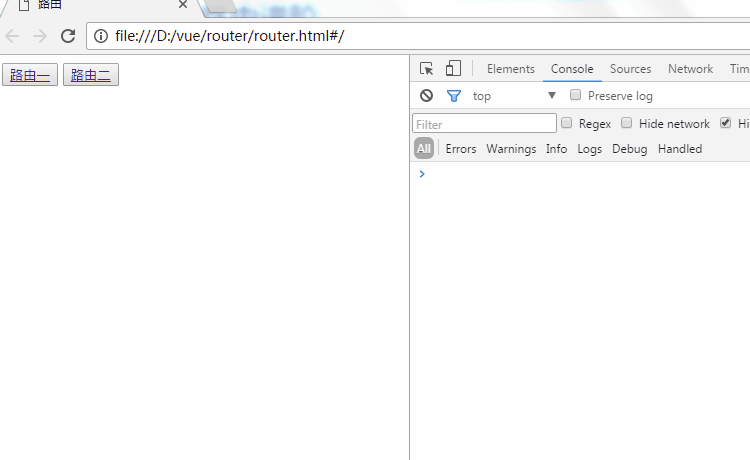 路由
file:///D:/vue/router/router.html#/
路由一 路由二
Elements Console Sources Network Tim
top Preserve log
Filter Regex Hide network Hi
All Errors Warnings Info Logs Debug Handled